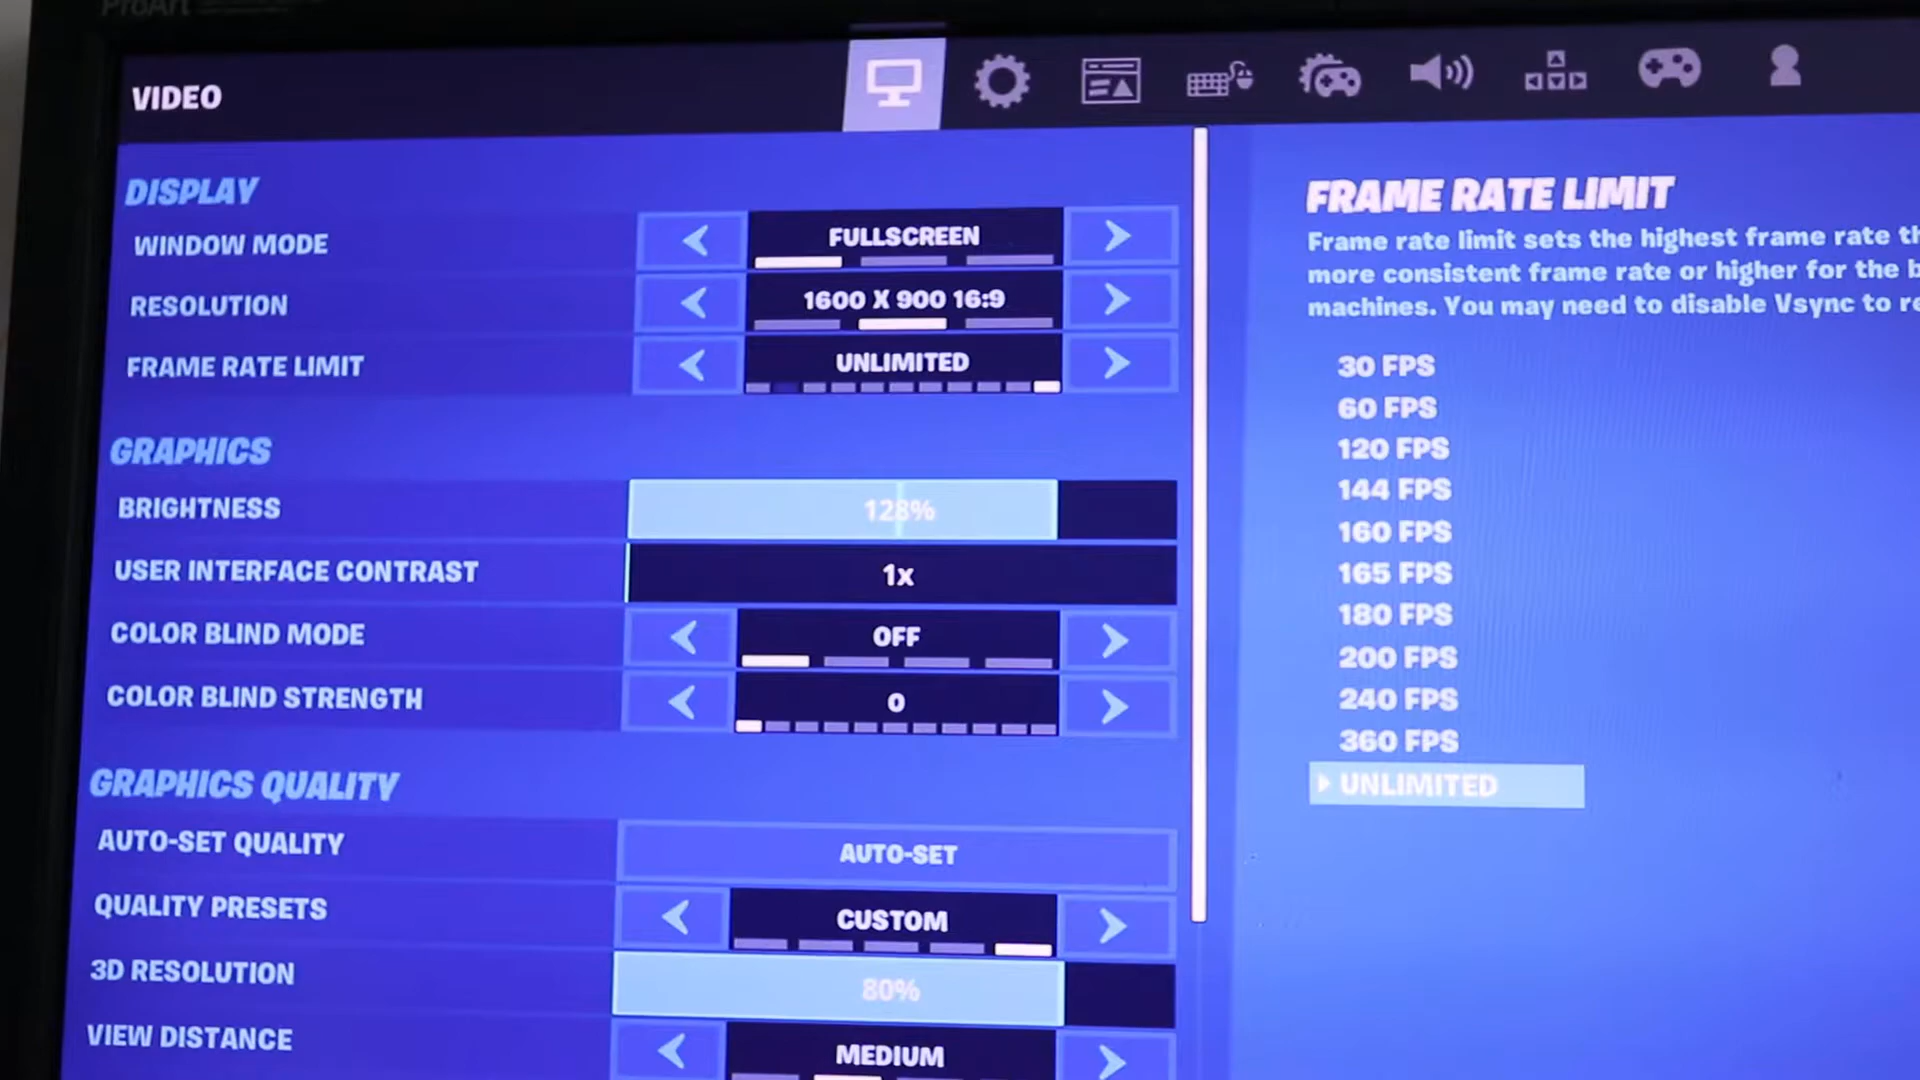 ProArt
VIDEO
DISPLAY
WINDOW MODE
FULLSCREEN
RESOLUTION
1600 X 900 16:9
FRAME RATE LIMIT
UNLIMITED
GRAPHICS
BRIGHTNESS
128%
USER INTERFACE CONTRAST
1x
COLOR BLIND MODE
OFF
COLOR BLIND STRENGTH
0
GRAPHICS QUALITY
AUTO-SET QUALITY
AUTO-SET
QUALITY PRESETS
CUSTOM
3D RESOLUTION
80%
VIEW DISTANCE
MEDIUM
FRAME RATE LIMIT
Frame rate limit sets the highest frame rate
more consistent frame rate or higher for the
machines. You may need to disable Vsync to
30 FPS
60 FPS
120 FPS
144 FPS
160 FPS
165 FPS
180 FPS
200 FPS
240 FPS
360 FPS
UNLIMITED